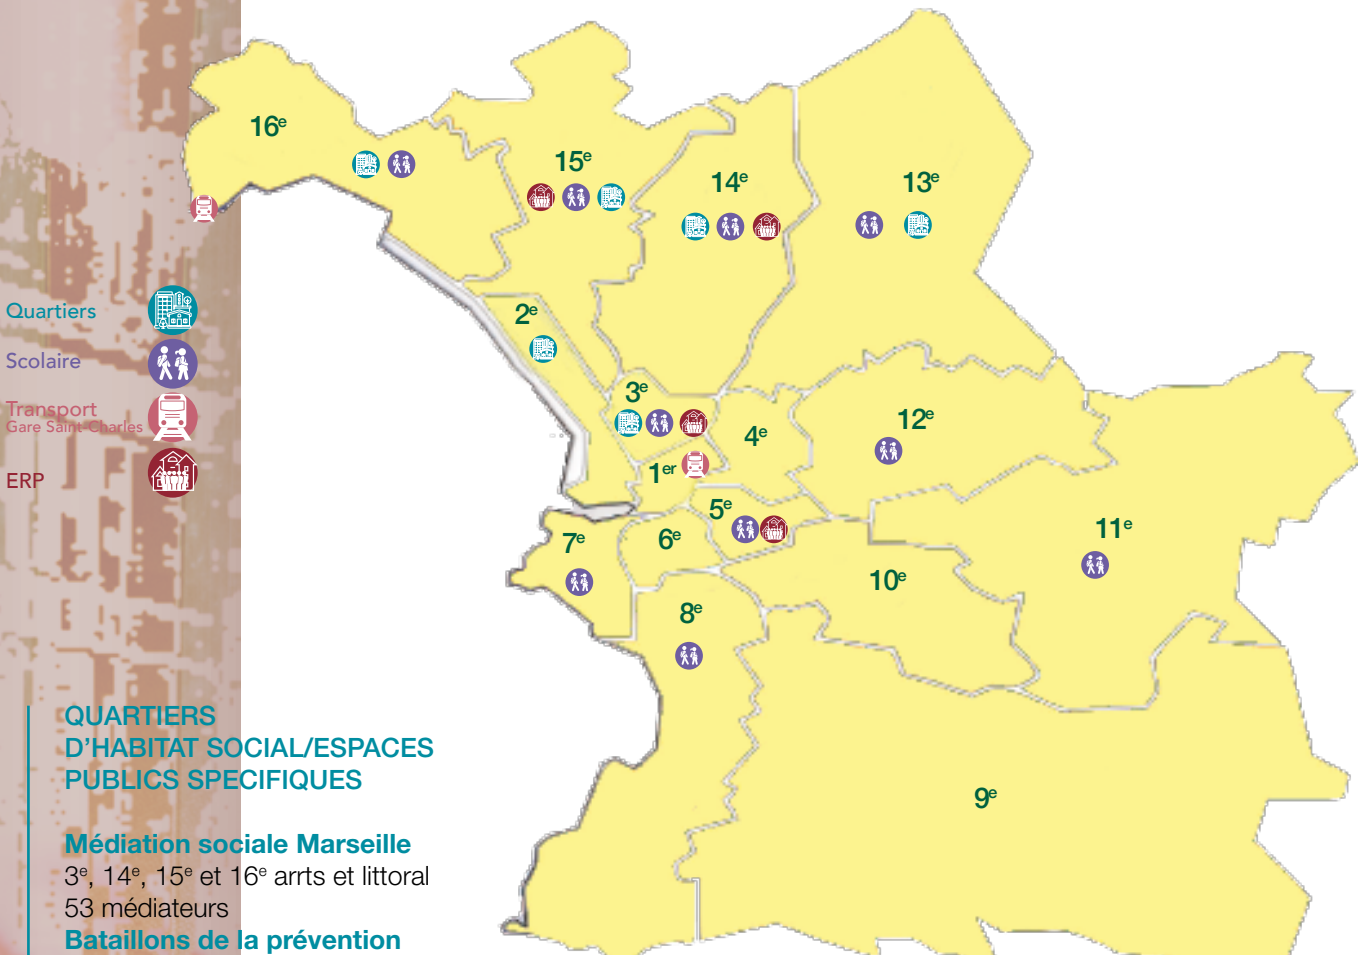 16e
15e
14e
13e
Quartiers
2e
Scolaire
3e
Transport
Gare Saint-Charles
12e
4e
1er
ERP
5e
11e
7e
6e
10e
8e
QUARTIERS
D'HABITAT SOCIAL/ESPACES
PUBLICS SPECIFIQUES
9e
Médiation sociale Marseille
3e, 14e, 15e et 16e arrts et littoral
53 médiateurs
Bataillons de la prévention